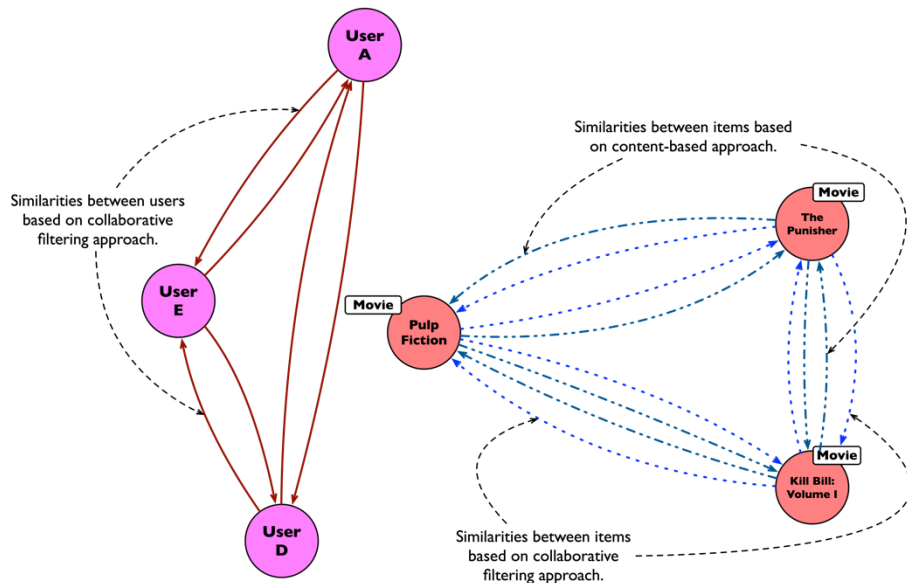 User
A
Similarities between users
based on collaborative
filtering approach.
User
E
User
D
Similarities between items based
on content-based approach.
Movie
The
Punisher
Movie
Pulp
Fiction
Movie
Kill Bill:
Volume I
Similarities between items
based on collaborative
filtering approach.